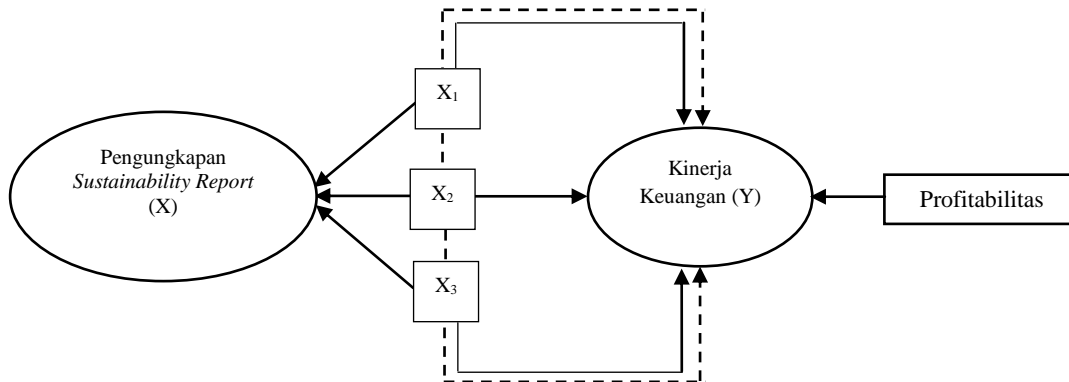 X₁
Pengungkapan
Sustainability Report
(X)
X₂
X₃
Kinerja
Keuangan (Y)
Profitabilitas